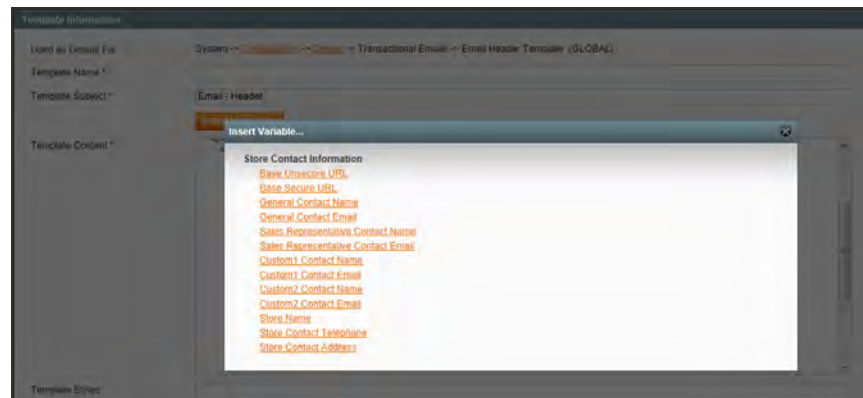 Template Information
Used as Default For
System -> Configuration -> Design -> Transactional Emails -> Email Header Template (GLOBAL)
Template Name *
Template Subject *
Email - Header
Insert Variable...
Template Content *
Store Contact Information
Base Unsecure URL
Base Secure URL
General Contact Name
General Contact Email
Sales Representative Contact Name
Sales Representative Contact Email
Custom1 Contact Name
Custom1 Contact Email
Custom2 Contact Name
Custom2 Contact Email
Store Name
Store Contact Telephone
Store Contact Address
Template Styles